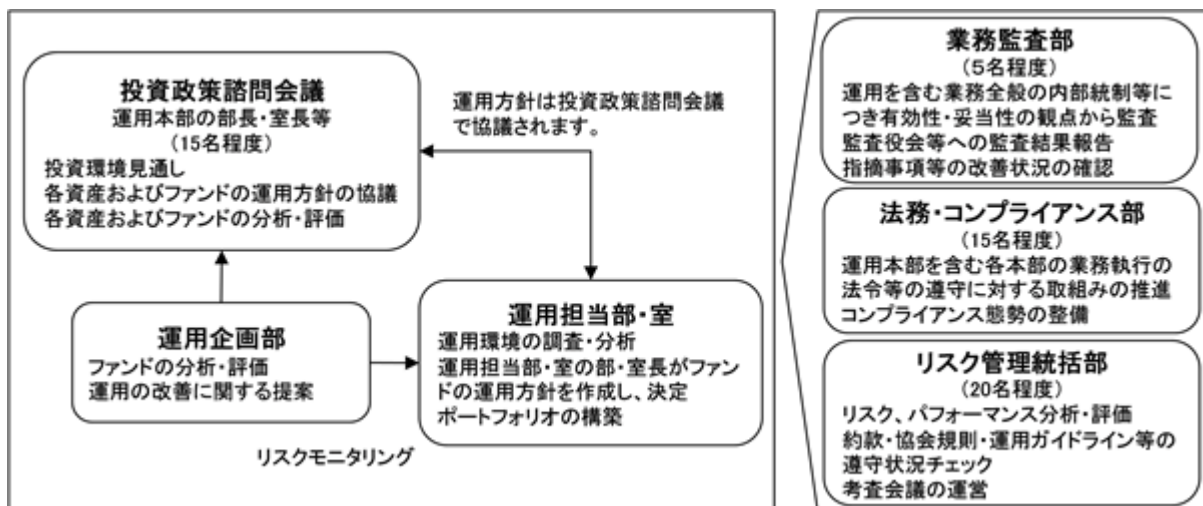 投資政策諮問会議
運用本部の部長・室長等
(15名程度)
投資環境見通し
各資産およびファンドの運用方針の協議
各資産およびファンドの分析・評価
運用方針は投資政策諮問会議
で協議されます。
運用企画部
ファンドの分析・評価
運用の改善に関する提案
運用担当部・室
運用環境の調査・分析
運用担当部・室の部・室長がファン
ドの運用方針を作成し、決定
ポートフォリオの構築
リスクモニタリング
業務監査部
(5名程度)
運用を含む業務全般の内部統制等に
つき有効性・妥当性の観点から監査
監査役会等への監査結果報告
指摘事項等の改善状況の確認
法務・コンプライアンス部
(15名程度)
運用本部を含む各本部の業務執行の
法令等の遵守に対する取組みの推進
コンプライアンス態勢の整備
リスク管理統括部
(20名程度)
リスク、パフォーマンス分析・評価
約款・協会規則・運用ガイドライン等の
遵守状況チェック
考査会議の運営